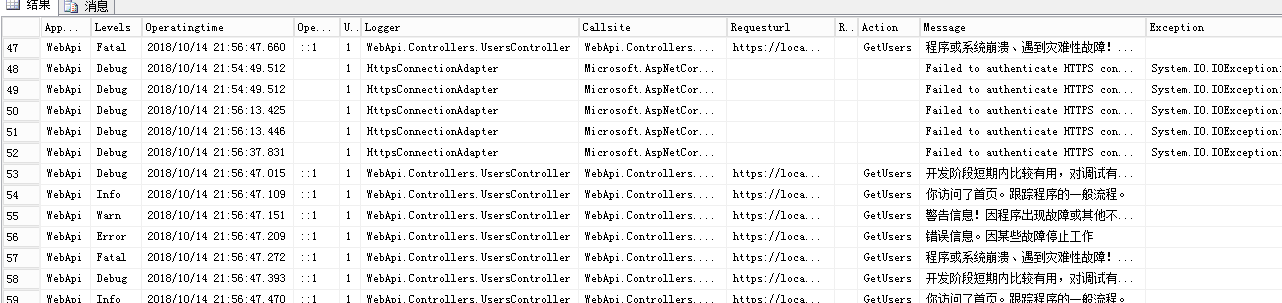 结果 消息
App... Levels Operatingtime Ope... U.. Logger Callsite Requesturl R.. Action Message Exception
47 WebApi Fatal 2018/10/14 21:56:47.660 ::1 1 WebApi.Controllers.UsersController WebApi.Controllers.... https://loca... GetUsers 程序或系统崩溃、遇到灾难性故障！...
48 WebApi Debug 2018/10/14 21:54:49.512 1 HttpsConnectionAdapter Microsoft.AspNetCor... Failed to authenticate HTTPS con... System.IO.IOException
49 WebApi Debug 2018/10/14 21:54:49.512 1 HttpsConnectionAdapter Microsoft.AspNetCor... Failed to authenticate HTTPS con... System.IO.IOException
50 WebApi Debug 2018/10/14 21:56:13.425 1 HttpsConnectionAdapter Microsoft.AspNetCor... Failed to authenticate HTTPS con... System.IO.IOException
51 WebApi Debug 2018/10/14 21:56:13.446 1 HttpsConnectionAdapter Microsoft.AspNetCor... Failed to authenticate HTTPS con... System.IO.IOException
52 WebApi Debug 2018/10/14 21:56:37.831 1 HttpsConnectionAdapter Microsoft.AspNetCor... Failed to authenticate HTTPS con... System.IO.IOException
53 WebApi Debug 2018/10/14 21:56:47.015 ::1 1 WebApi.Controllers.UsersController WebApi.Controllers.... https://loca... GetUsers 开发阶段短期内比较有用，对调试有...
54 WebApi Info 2018/10/14 21:56:47.109 ::1 1 WebApi.Controllers.UsersController WebApi.Controllers.... https://loca... GetUsers 你访问了首页。跟踪程序的一般流程。
55 WebApi Warn 2018/10/14 21:56:47.151 ::1 1 WebApi.Controllers.UsersController WebApi.Controllers.... https://loca... GetUsers 警告信息！因程序出现故障或其他不...
56 WebApi Error 2018/10/14 21:56:47.209 ::1 1 WebApi.Controllers.UsersController WebApi.Controllers.... https://loca... GetUsers 错误信息。因某些故障停止工作
57 WebApi Fatal 2018/10/14 21:56:47.272 ::1 1 WebApi.Controllers.UsersController WebApi.Controllers.... https://loca... GetUsers 程序或系统崩溃、遇到灾难性故障！...
58 WebApi Debug 2018/10/14 21:56:47.393 ::1 1 WebApi.Controllers.UsersController WebApi.Controllers.... https://loca... GetUsers 开发阶段短期内比较有用，对调试有...
59 WebApi Info 2018/10/14 21:56:47.470 ::1 1 WebApi.Controllers.UsersController WebApi.Controllers.... https://loca... GetUsers 你访问了首页。跟踪程序的一般流程。